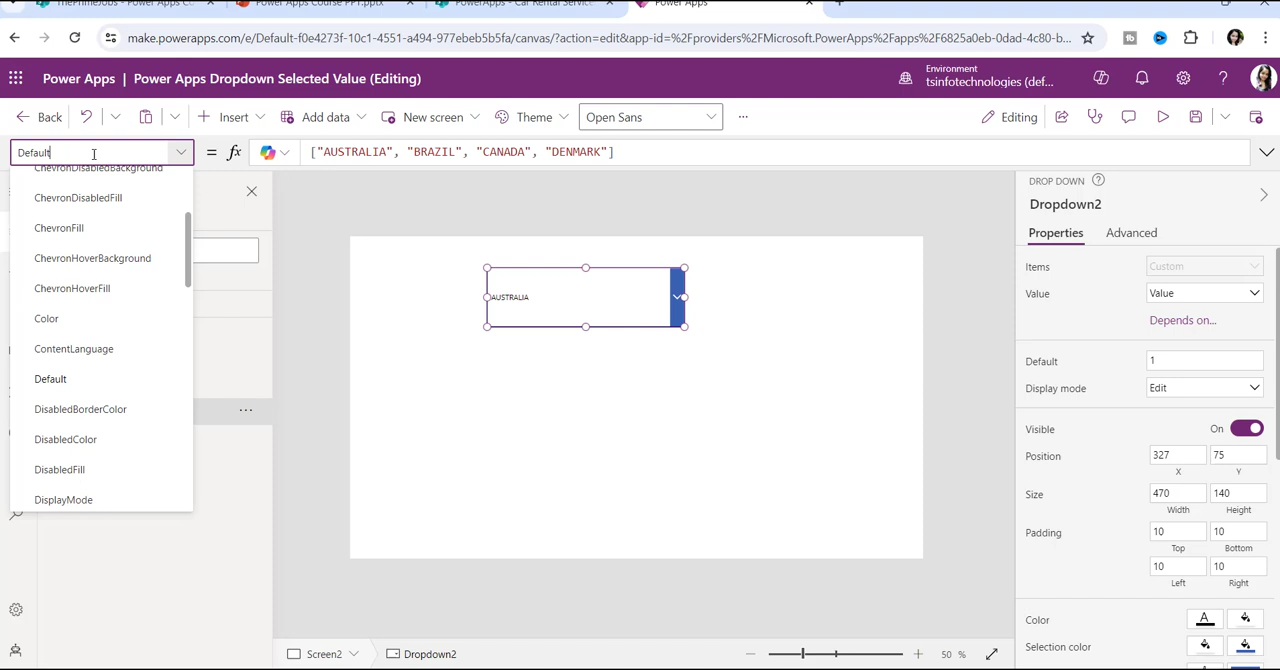 ThePrimeJobs - Power Apps - C
Power Apps Course PPT.pptx
PowerApps - Car Rental Service
Power Apps
make.powerapps.com/e/Default-f0e4273f-10c1-4551-a494-977ebeb5b5fa/canvas/?action=edit&app-id=%2Fproviders%2FMicrosoft.PowerApps%2Fapps%2F6825a0eb-0dad-4c80-b...
Power Apps | Power Apps Dropdown Selected Value (Editing)
Environment
tsinfotechnologies (def...
Back
Insert
Add data
New screen
Theme
Open Sans
...
Editing
Default
= fx
["AUSTRALIA", "BRAZIL", "CANADA", "DENMARK"]
ChevronDisabledBackground
ChevronDisabledFill
ChevronFill
ChevronHoverBackground
ChevronHoverFill
Color
ContentLanguage
Default
DisabledBorderColor
DisabledColor
DisabledFill
DisplayMode
AUSTRALIA
DROP DOWN
Dropdown2
Properties
Advanced
Items
Custom
Value
Value
Depends on...
Default
1
Display mode
Edit
Visible
On
Position
327
75
X
Y
Size
470
140
Width
Height
Padding
10
10
Top
Bottom
10
10
Left
Right
Color
Selection color
Screen2
Dropdown2
50 %